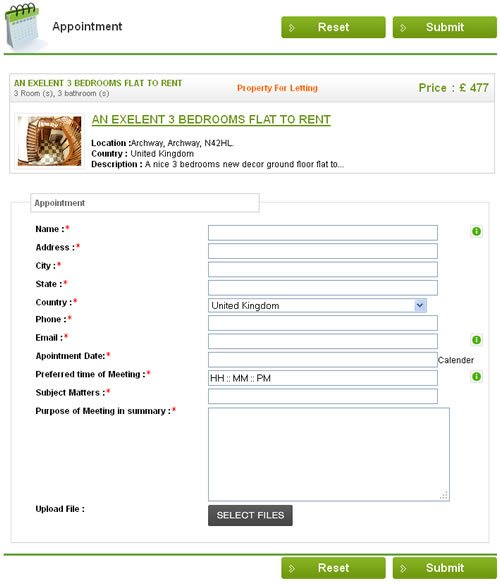 Appointment
Reset
Submit
AN EXELENT 3 BEDROOMS FLAT TO RENT
3 Room (s), 3 bathroom (s)
Property For Letting
Price : £ 477
AN EXELENT 3 BEDROOMS FLAT TO RENT
Location :Archway, Archway, N42HL.
Country : United Kingdom
Description : A nice 3 bedrooms new decor ground floor flat to...
Appointment
Name :*
Address :*
City :*
State :*
Country :* United Kingdom
Phone :*
Email :*
Apointment Date:* Calender
Preferred time of Meeting :* HH :: MM :: PM
Subject Matters :*
Purpose of Meeting in summary :*
Upload File : SELECT FILES
Reset
Submit